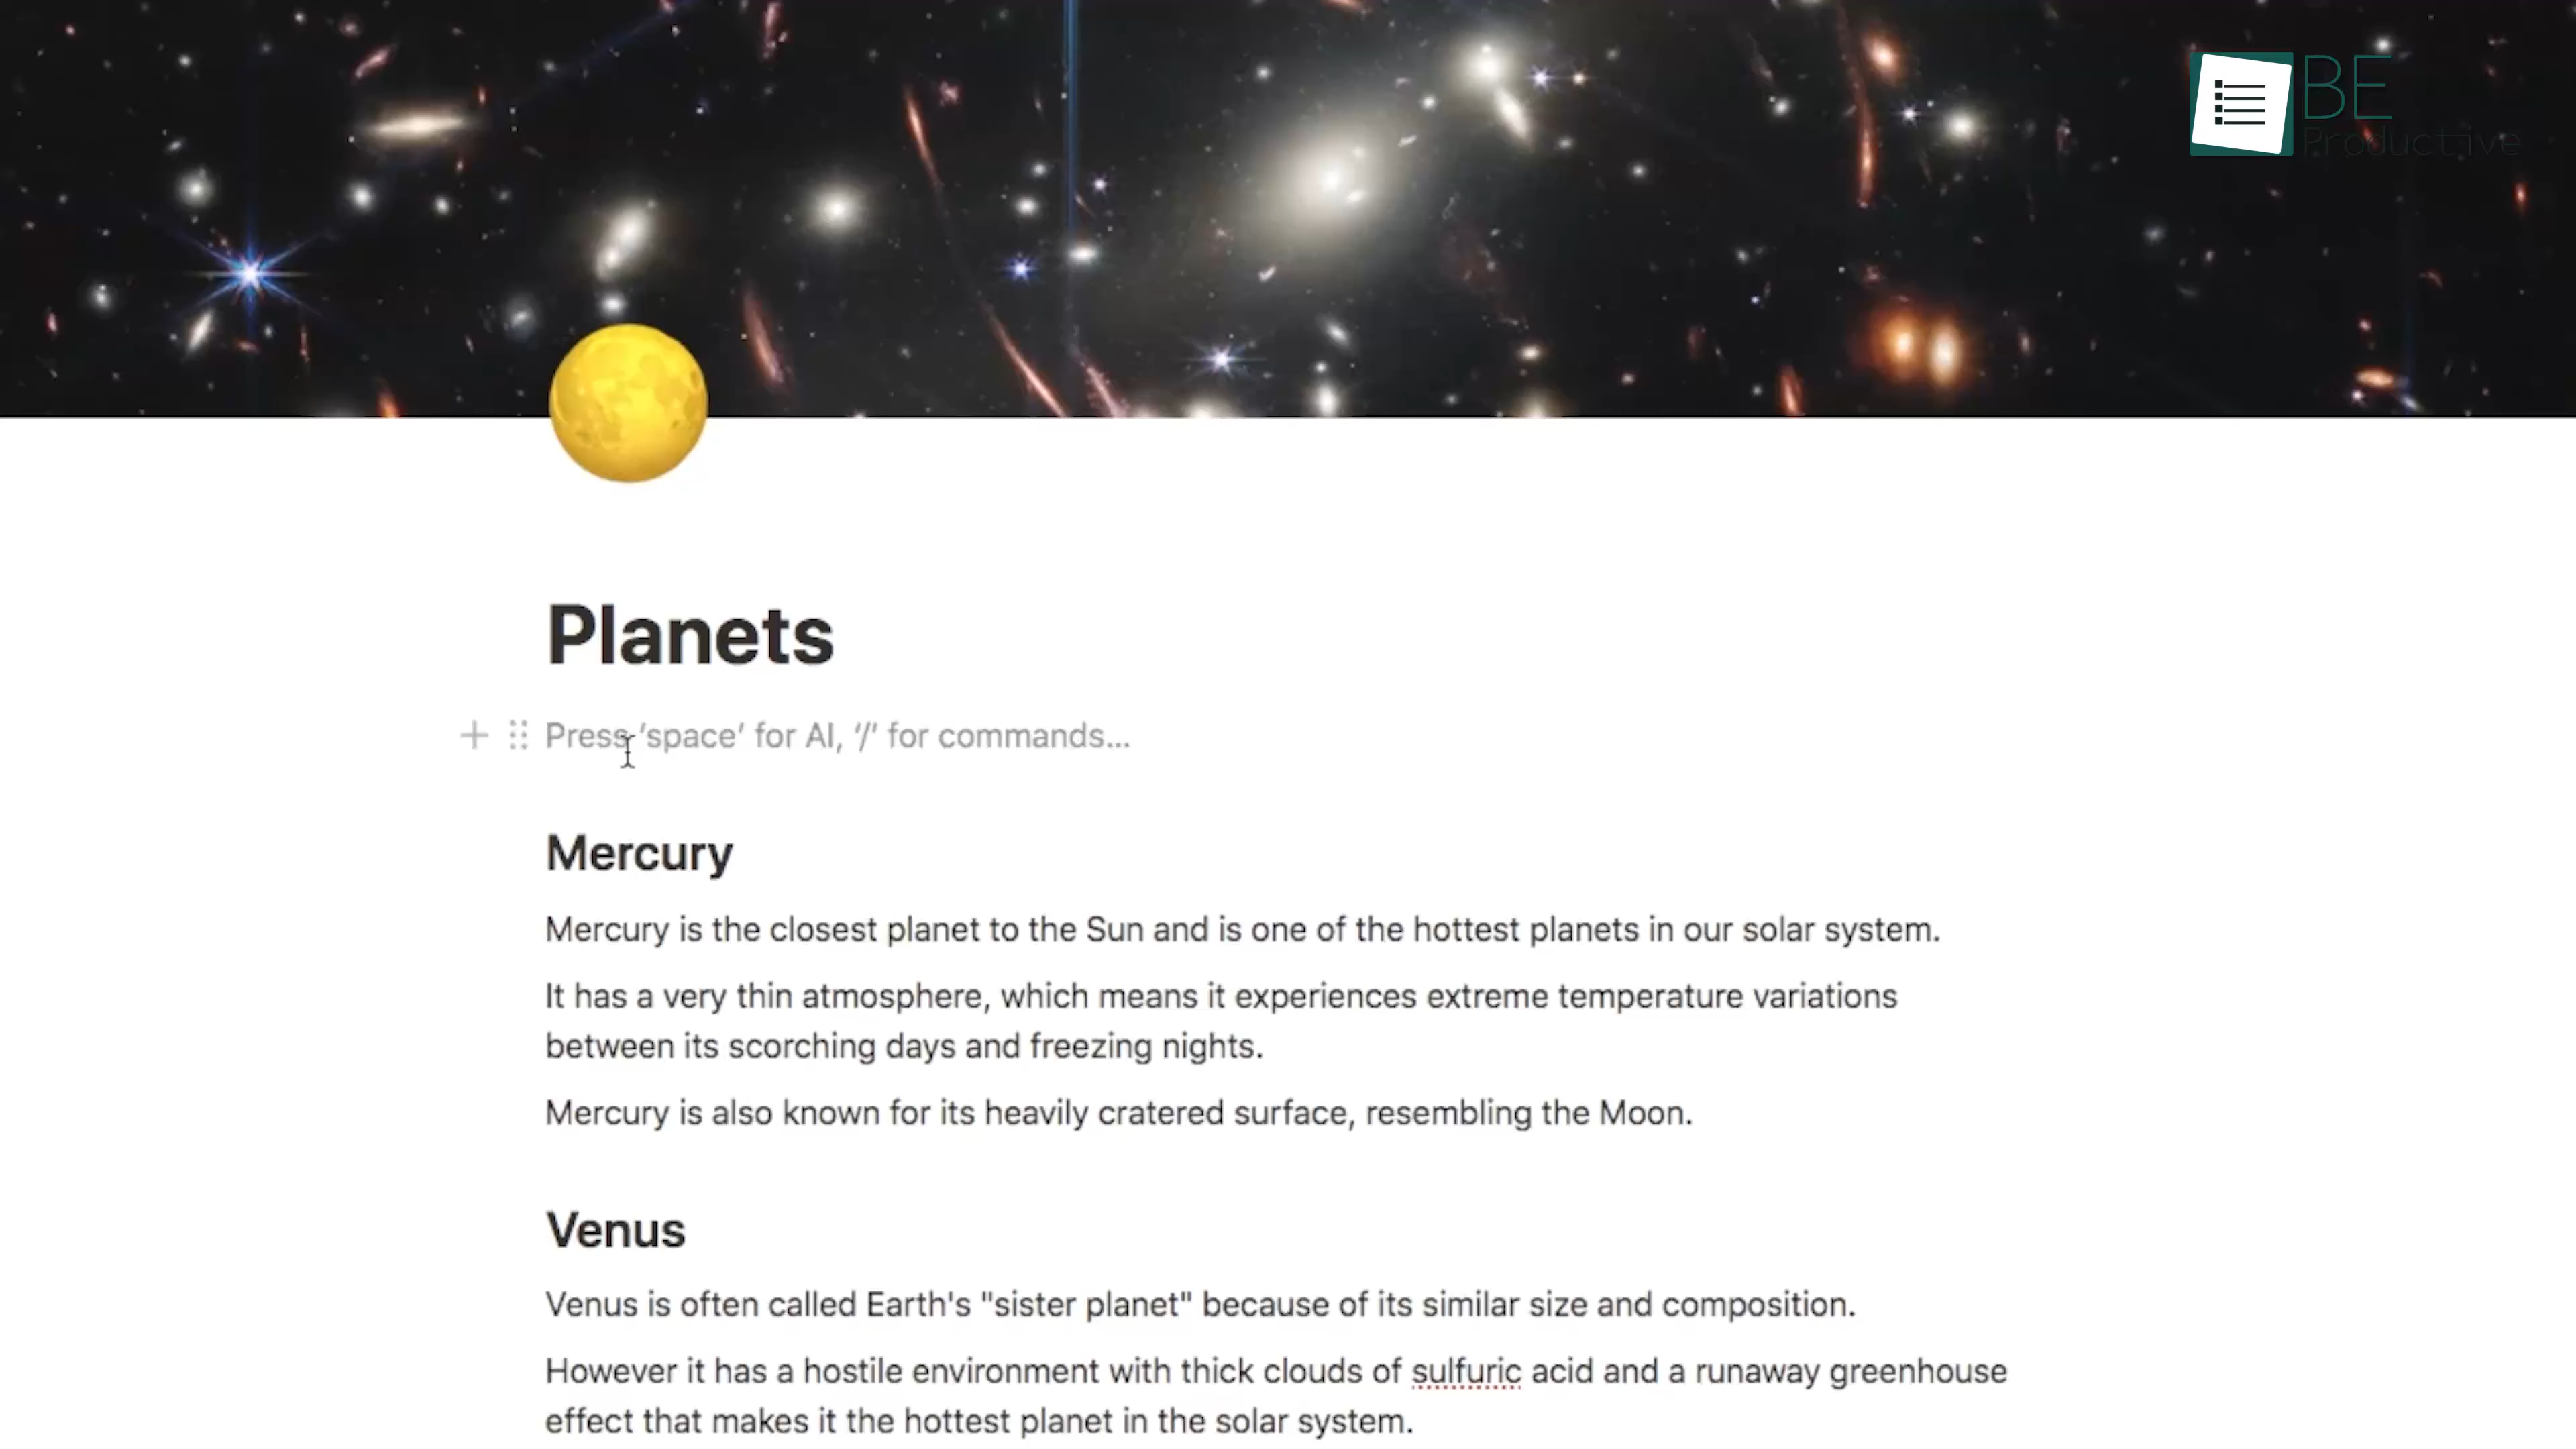 BE
Productive
Planets
Press 'space' for AI, '/' for commands...
Mercury
Mercury is the closest planet to the Sun and is one of the hottest planets in our solar system.
It has a very thin atmosphere, which means it experiences extreme temperature variations
between its scorching days and freezing nights.
Mercury is also known for its heavily cratered surface, resembling the Moon.
Venus
Venus is often called Earth's "sister planet" because of its similar size and composition.
However it has a hostile environment with thick clouds of sulfuric acid and a runaway greenhouse
effect that makes it the hottest planet in the solar system.